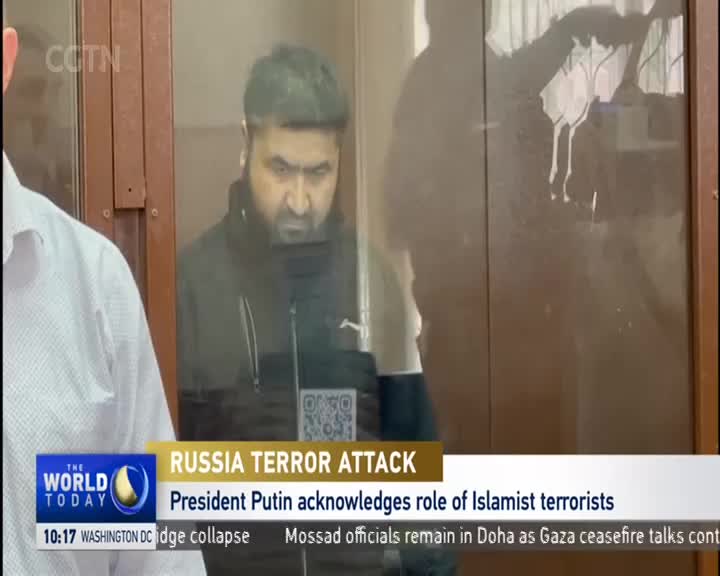 CGTN
RUSSIA TERROR ATTACK
THE
WORLD
TODAY
President Putin acknowledges role of Islamist terrorists
10:17 WASHINGTON DC
idge collapse Mossad officials remain in Doha as Gaza ceasefire talks cont